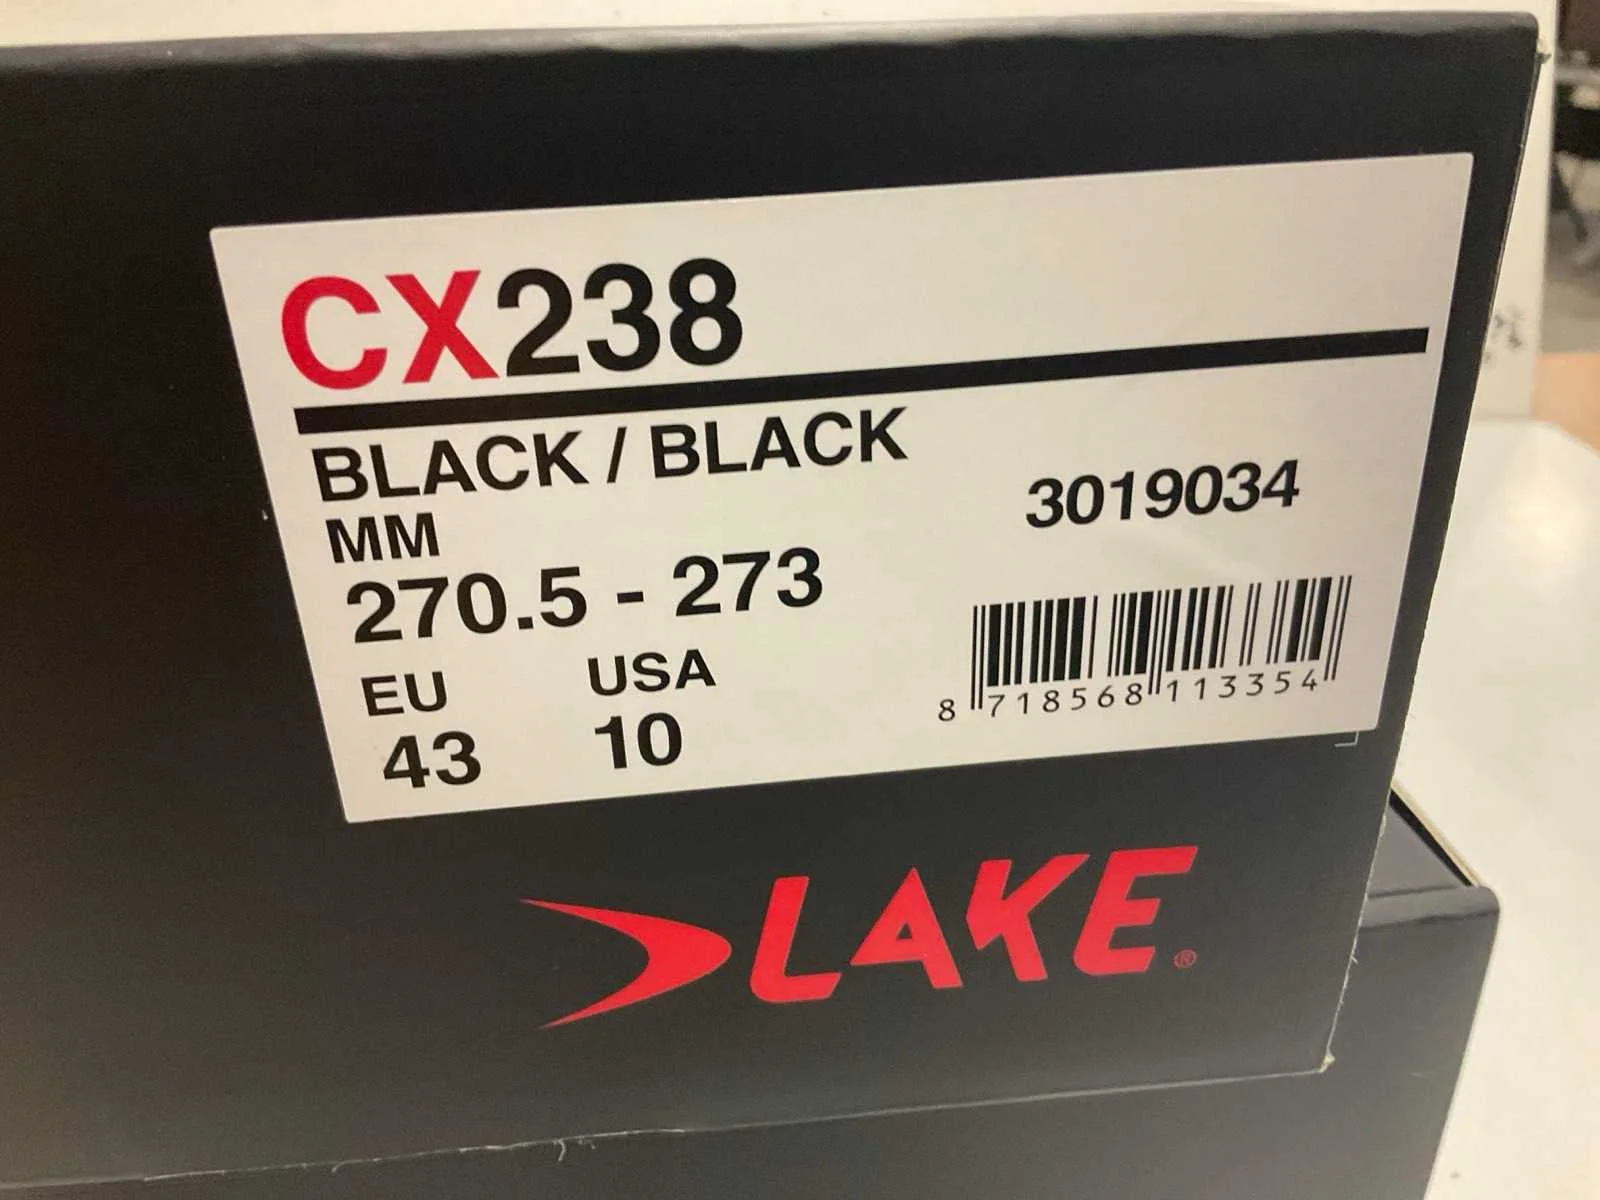 CX238
BLACK / BLACK
3019034
MM
270.5 - 273
EU USA
43 10
8 718568 113354
LAKE®